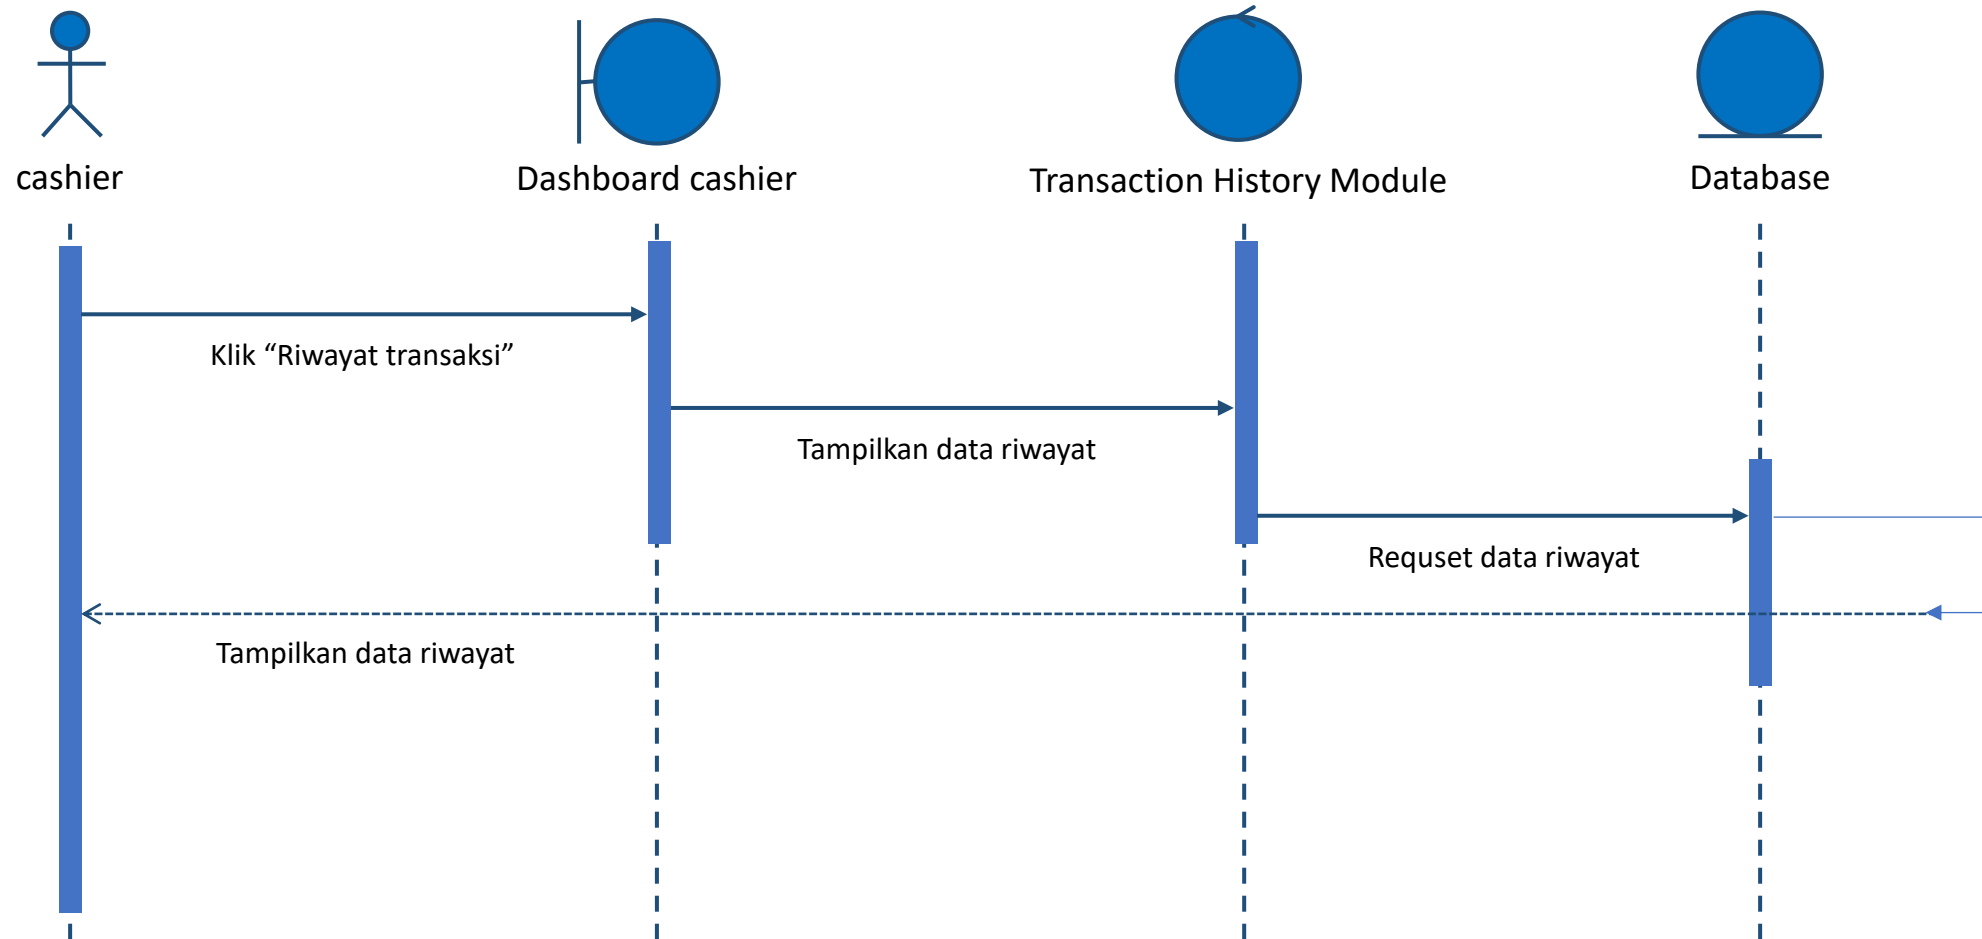 cashier
Dashboard cashier
Transaction History Module
Database
Klik “Riwayat transaksi”
Tampilkan data riwayat
Requset data riwayat
Tampilkan data riwayat